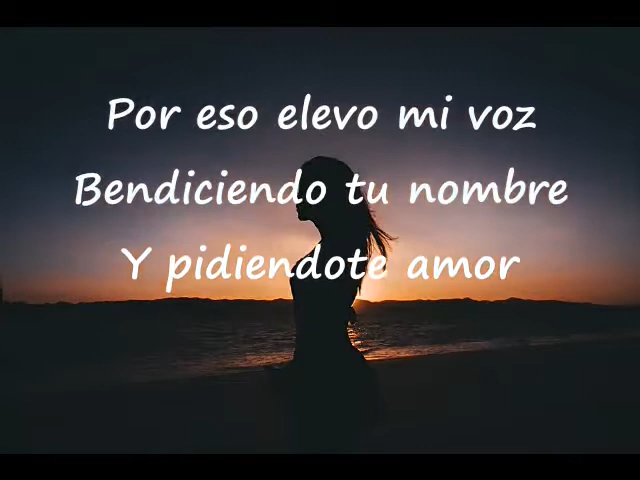 Por eso elevo mi voz
Bendiciendo tu nombre
Y pidiendote amor